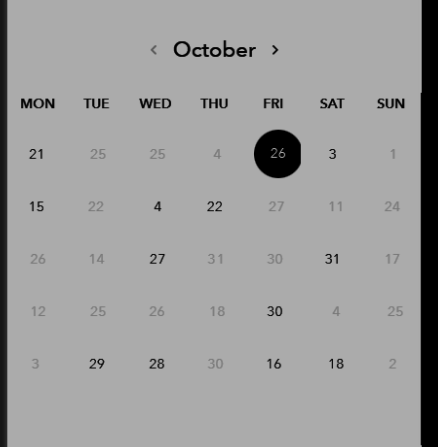 ‹ October ›
MON TUE WED THU FRI SAT SUN
21 25 25 4 26 3 1
15 22 4 22 27 11 24
26 14 27 31 30 31 17
12 25 26 18 30 4 25
3 29 28 30 16 18 2